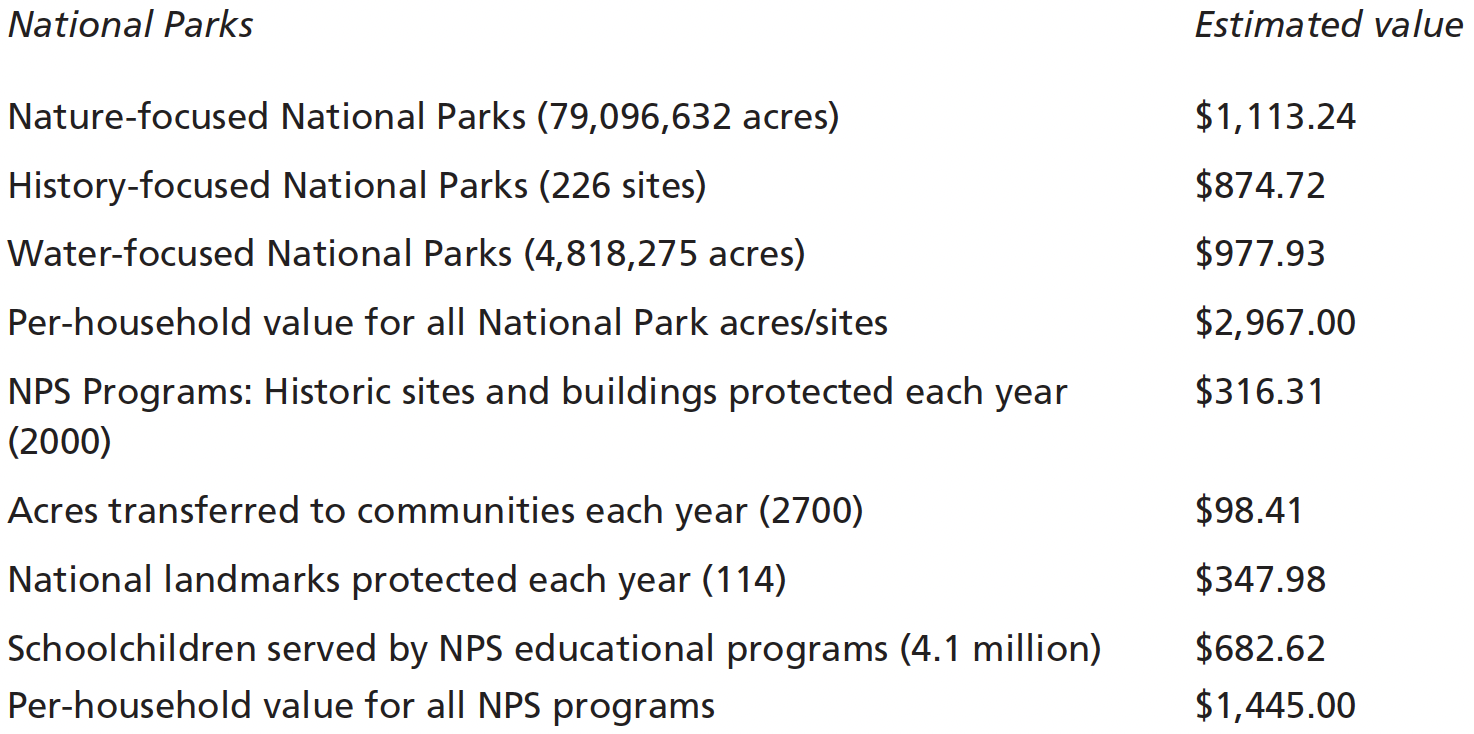 National Parks Estimated value
Nature-focused National Parks (79,096,632 acres) $1,113.24
History-focused National Parks (226 sites) $874.72
Water-focused National Parks (4,818,275 acres) $977.93
Per-household value for all National Park acres/sites $2,967.00
NPS Programs: Historic sites and buildings protected each year $316.31
(2000)
Acres transferred to communities each year (2700) $98.41
National landmarks protected each year (114) $347.98
Schoolchildren served by NPS educational programs (4.1 million) $682.62
Per-household value for all NPS programs $1,445.00